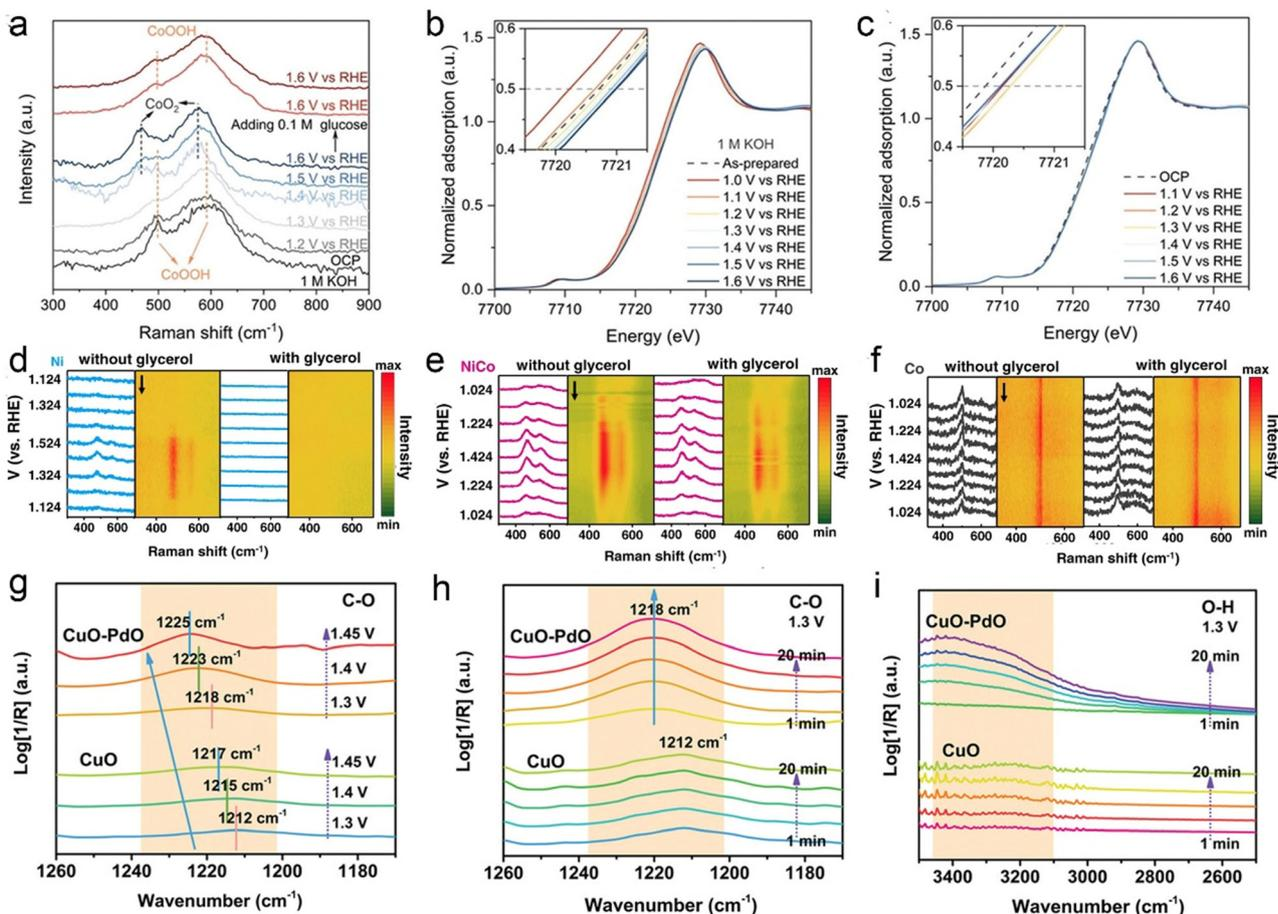 a
CoOOH
1.6 V vs RHE
1.6 V vs RHE
CoO2
Adding 0.1 M glucose
1.6 V vs RHE
1.5 V vs RHE
1.4 V vs RHE
1.3 V vs RHE
1.2 V vs RHE
OCP
CoOOH
1 M KOH
Intensity (a.u.)
300 400 500 600 700 800 900
Raman shift (cm-1)
b
0.6
0.5
0.4
7720 7721
1 M KOH
As-prepared
1.0 V vs RHE
1.1 V vs RHE
1.2 V vs RHE
1.3 V vs RHE
1.4 V vs RHE
1.5 V vs RHE
1.6 V vs RHE
Normalized adsorption (a.u.)
1.5
1.0
0.5
0.0
7700 7710 7720 7730 7740
Energy (eV)
c
0.6
0.5
0.4
7720 7721
OCP
1.1 V vs RHE
1.2 V vs RHE
1.3 V vs RHE
1.4 V vs RHE
1.5 V vs RHE
1.6 V vs RHE
Normalized adsorption (a.u.)
1.5
1.0
0.5
0.0
7700 7710 7720 7730 7740
Energy (eV)
d
Ni without glycerol with glycerol
V (vs. RHE)
1.124
1.324
1.524
1.324
1.124
400 600 400 600 400 600 400 600
Raman shift (cm-1)
max
Intensity
min
e
NiCo without glycerol with glycerol
V (vs. RHE)
1.024
1.224
1.424
1.224
1.024
400 600 400 600 400 600 400 600
Raman shift (cm-1)
max
Intensity
min
f
Co without glycerol with glycerol
V (vs. RHE)
1.024
1.224
1.424
1.224
1.024
400 600 400 600 400 600 400 600
Raman shift (cm-1)
max
Intensity
min
g
C-O
1225 cm-1
1.45 V
CuO-PdO
1223 cm-1
1.4 V
1218 cm-1
1.3 V
1217 cm-1
1.45 V
CuO
1215 cm-1
1.4 V
1212 cm-1
1.3 V
Log[1/R] (a.u.)
1260 1240 1220 1200 1180
Wavenumber (cm-1)
h
C-O
1218 cm-1
1.3 V
CuO-PdO
20 min
1 min
1212 cm-1
CuO
20 min
1 min
Log[1/R] (a.u.)
1260 1240 1220 1200 1180
Wavenumber (cm-1)
i
O-H
CuO-PdO
1.3 V
20 min
1 min
CuO
20 min
1 min
Log[1/R] (a.u.)
3400 3200 3000 2800 2600
Wavenumber (cm-1)